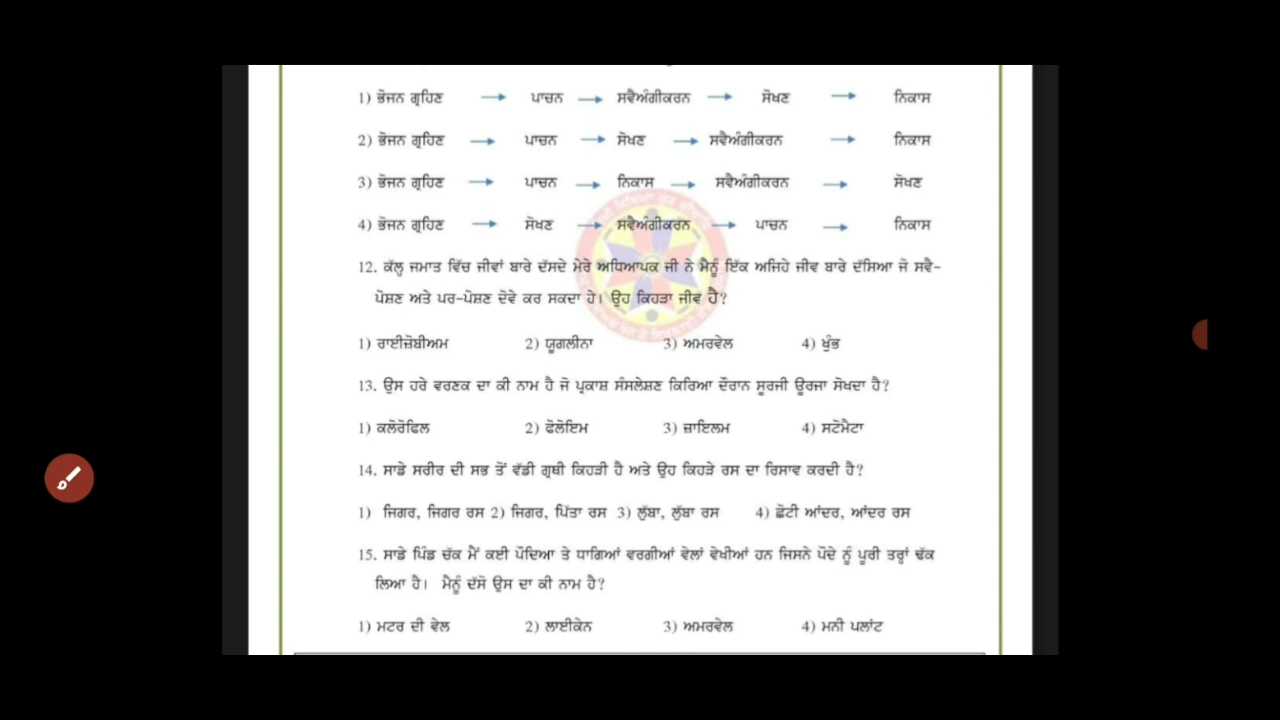 1) ਭੋਜਨ ਗ੍ਰਹਿਣ → ਪਾਚਨ → ਸਵੈਅੰਗੀਕਰਨ → ਸੋਖਣ → ਨਿਕਾਸ
2) ਭੋਜਨ ਗ੍ਰਹਿਣ → ਪਾਚਨ → ਸੋਖਣ → ਸਵੈਅੰਗੀਕਰਨ → ਨਿਕਾਸ
3) ਭੋਜਨ ਗ੍ਰਹਿਣ → ਪਾਚਨ → ਨਿਕਾਸ → ਸਵੈਅੰਗੀਕਰਨ → ਸੋਖਣ
4) ਭੋਜਨ ਗ੍ਰਹਿਣ → ਸੋਖਣ → ਸਵੈਅੰਗੀਕਰਨ → ਪਾਚਨ → ਨਿਕਾਸ
12. ਕੱਲ੍ਹ ਜਮਾਤ ਵਿੱਚ ਜੀਵਾਂ ਬਾਰੇ ਦੱਸਦੇ ਮੇਰੇ ਅਧਿਆਪਕ ਜੀ ਨੇ ਮੈਨੂੰ ਇੱਕ ਅਜਿਹੇ ਜੀਵ ਬਾਰੇ ਦੱਸਿਆ ਜੋ ਸਵੈ-
ਪੋਸ਼ਣ ਅਤੇ ਪਰ-ਪੋਸ਼ਣ ਦੋਵੇ ਕਰ ਸਕਦਾ ਹੇ। ਉਹ ਕਿਹੜਾ ਜੀਵ ਹੈ?
1) ਰਾਈਜ਼ੋਬੀਅਮ 2) ਯੂਗਲੀਨਾ 3) ਅਮਰਵੇਲ 4) ਖੁੰਭ
13. ਉਸ ਹਰੇ ਵਰਣਕ ਦਾ ਕੀ ਨਾਮ ਹੈ ਜੋ ਪ੍ਰਕਾਸ਼ ਸੰਸਲੇਸ਼ਣ ਕਿਰਿਆ ਦੌਰਾਨ ਸੂਰਜੀ ਊਰਜਾ ਸੋਖਦਾ ਹੈ?
1) ਕਲੋਰੋਫਿਲ 2) ਫੋਲੋਇਮ 3) ਜ਼ਾਇਲਮ 4) ਸਟੋਮੈਟਾ
14. ਸਾਡੇ ਸਰੀਰ ਦੀ ਸਭ ਤੋਂ ਵੱਡੀ ਗ੍ਰਥੀ ਕਿਹੜੀ ਹੈ ਅਤੇ ਉਹ ਕਿਹੜੇ ਰਸ ਦਾ ਰਿਸਾਵ ਕਰਦੀ ਹੈ?
1) ਜਿਗਰ, ਜਿਗਰ ਰਸ 2) ਜਿਗਰ, ਪਿੱਤਾ ਰਸ 3) ਲੁੱਬਾ, ਲੁੱਬਾ ਰਸ 4) ਛੋਟੀ ਆਂਦਰ, ਆਂਦਰ ਰਸ
15. ਸਾਡੇ ਪਿੰਡ ਚੱਕ ਮੈਂ ਕਈ ਪੌਦਿਆ ਤੇ ਧਾਗਿਆਂ ਵਰਗੀਆਂ ਵੇਲਾਂ ਵੇਖੀਆਂ ਹਨ ਜਿਸਨੇ ਪੌਦੇ ਨੂੰ ਪੂਰੀ ਤਰ੍ਹਾਂ ਢੱਕ
ਲਿਆ ਹੈ। ਮੈਨੂੰ ਦੱਸੋ ਉਸ ਦਾ ਕੀ ਨਾਮ ਹੈ?
1) ਮਟਰ ਦੀ ਵੇਲ 2) ਲਾਈਕੇਨ 3) ਅਮਰਵੇਲ 4) ਮਨੀ ਪਲਾਂਟ